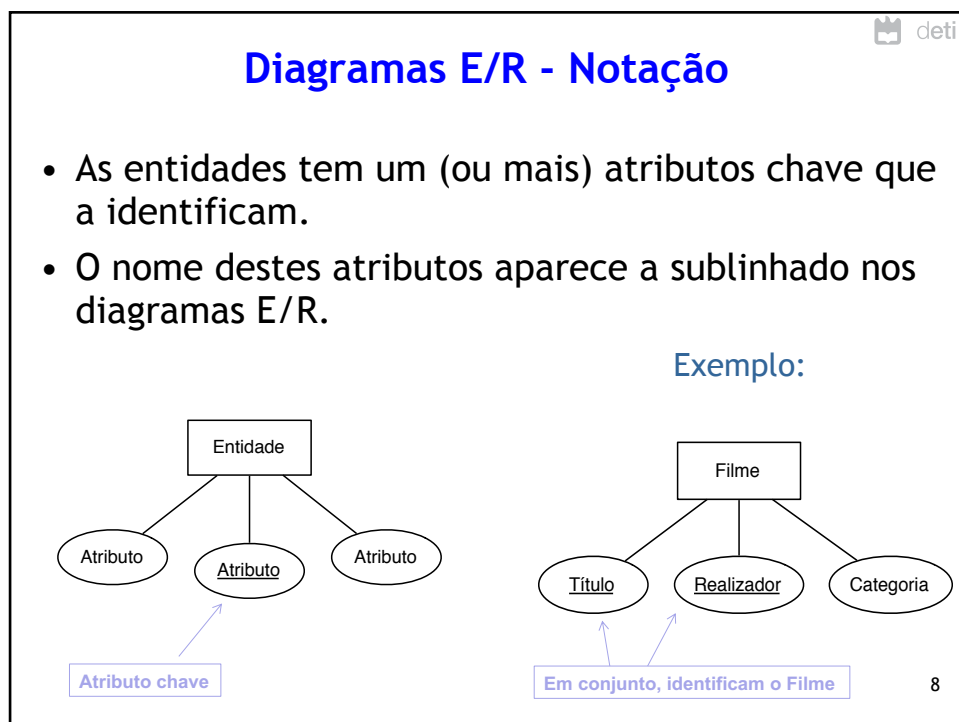 deti
Diagramas E/R - Notação
• As entidades tem um (ou mais) atributos chave que
a identificam.
• O nome destes atributos aparece a sublinhado nos
diagramas E/R.
Exemplo:
Entidade
Atributo
Atributo
Atributo
Atributo chave
Filme
Título
Realizador
Categoria
Em conjunto, identificam o Filme
8